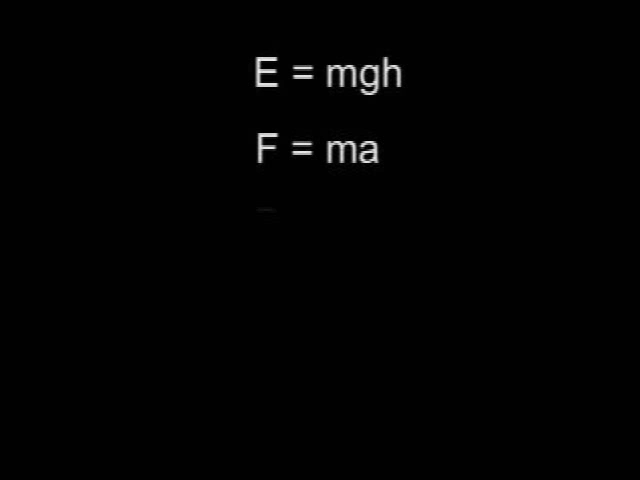 E = mgh
F = ma